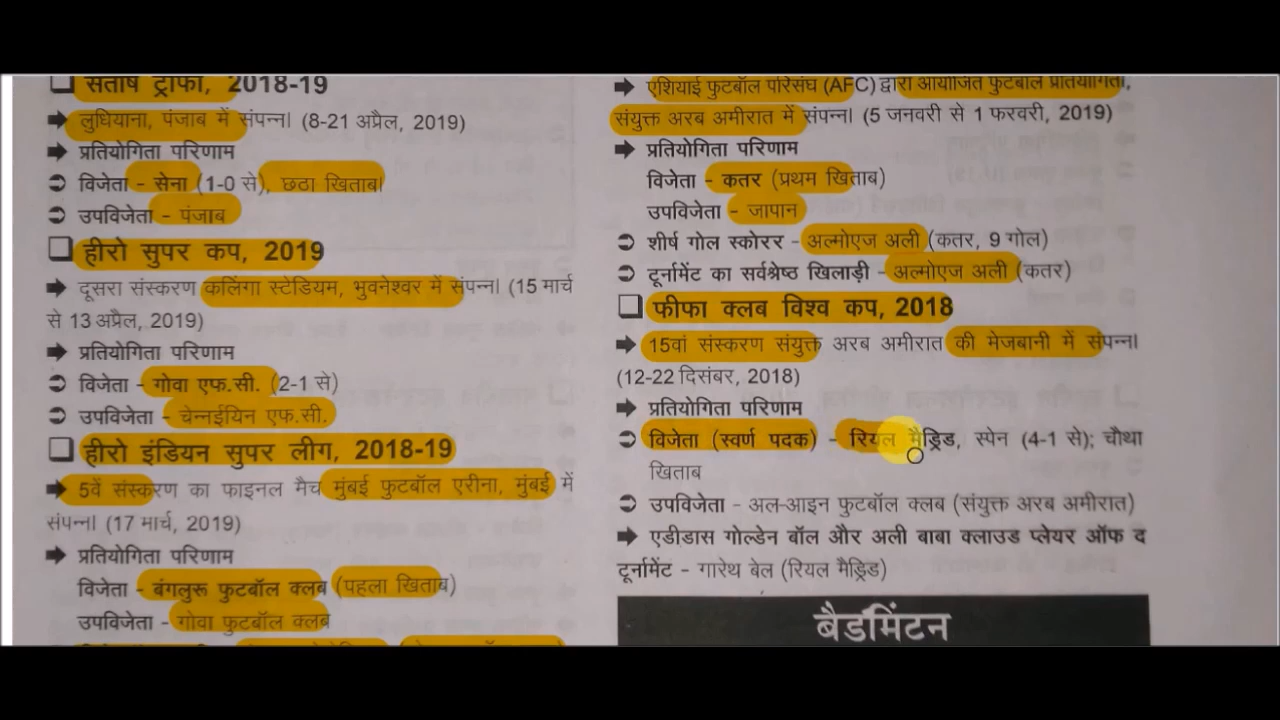 ❑ संतोष ट्रॉफी, 2018-19
➡ लुधियाना, पंजाब में संपन्न। (8-21 अप्रैल, 2019)
➡ प्रतियोगिता परिणाम
⮊ विजेता - सेना (1-0 से), छठा खिताब।
⮊ उपविजेता - पंजाब
❑ हीरो सुपर कप, 2019
➡ दूसरा संस्करण कलिंगा स्टेडियम, भुवनेश्वर में संपन्न। (15 मार्च
से 13 अप्रैल, 2019)
➡ प्रतियोगिता परिणाम
⮊ विजेता - गोवा एफ.सी. (2-1 से)
⮊ उपविजेता - चेन्नईयिन एफ.सी.
❑ हीरो इंडियन सुपर लीग, 2018-19
➡ 5वें संस्करण का फाइनल मैच मुंबई फुटबॉल एरीना, मुंबई में
संपन्न। (17 मार्च, 2019)
➡ प्रतियोगिता परिणाम
विजेता - बंगलुरू फुटबॉल क्लब (पहला खिताब)
उपविजेता - गोवा फुटबॉल क्लब
➡ एशियाई फुटबॉल परिसंघ (AFC) द्वारा आयोजित फुटबॉल प्रतियोगिता,
संयुक्त अरब अमीरात में संपन्न। (5 जनवरी से 1 फरवरी, 2019)
➡ प्रतियोगिता परिणाम
विजेता - कतर (प्रथम खिताब)
उपविजेता - जापान
⮊ शीर्ष गोल स्कोरर - अल्मोएज अली (कतर, 9 गोल)
⮊ टूर्नामेंट का सर्वश्रेष्ठ खिलाड़ी - अल्मोएज अली (कतर)
❑ फीफा क्लब विश्व कप, 2018
➡ 15वां संस्करण संयुक्त अरब अमीरात की मेजबानी में संपन्न।
(12-22 दिसंबर, 2018)
➡ प्रतियोगिता परिणाम
⮊ विजेता (स्वर्ण पदक) - रियल मैड्रिड, स्पेन (4-1 से); चौथा
खिताब
⮊ उपविजेता - अल-आइन फुटबॉल क्लब (संयुक्त अरब अमीरात)
➡ एडीडास गोल्डेन बॉल और अली बाबा क्लाउड प्लेयर ऑफ द
टूर्नामेंट - गारेथ बेल (रियल मैड्रिड)
बैडमिंटन